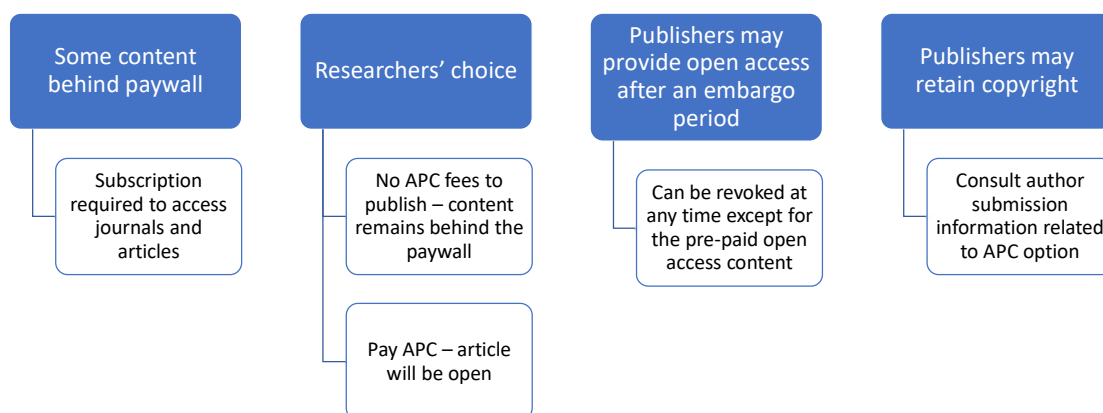 Some content
behind paywall
Subscription
required to access
journals and
articles
Researchers’ choice
No APC fees to
publish – content
remains behind the
paywall
Pay APC – article
will be open
Publishers may
provide open access
after an embargo
period
Can be revoked at
any time except for
the pre-paid open
access content
Publishers may
retain copyright
Consult author
submission
information related
to APC option